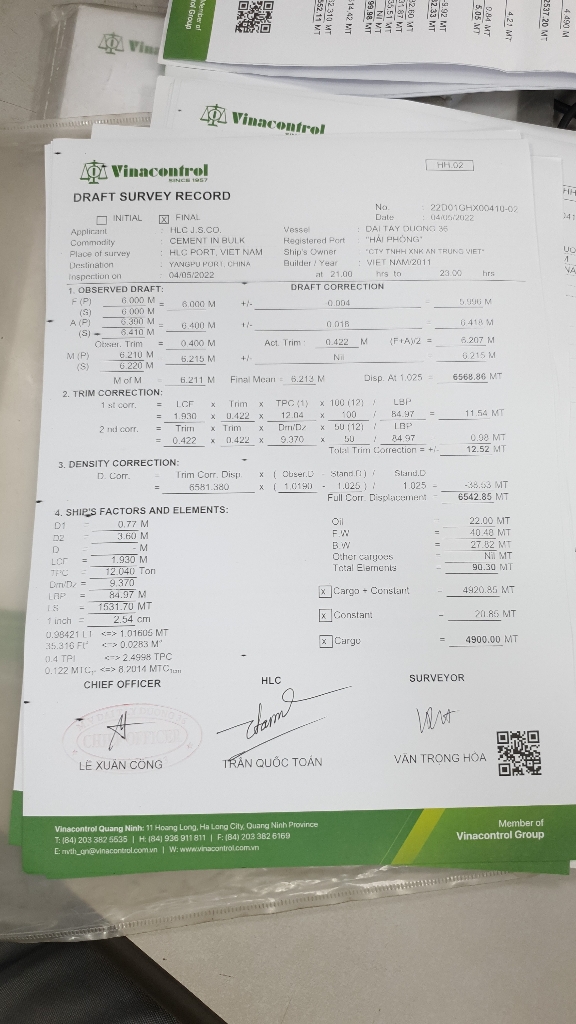 Member of
Vinacontrol Group
Vinacontrol
Vinacontrol
SINCE 1957
HH.02
DRAFT SURVEY RECORD
No. : 22D01GHX00410-02
INITIAL x FINAL Date : 04/05/2022
Applicant : HLC J.S.CO. Vessel : DAI TAY DUONG 36
Commodity : CEMENT IN BULK Registered Port : "HẢI PHÒNG"
Place of survey : HLC PORT, VIET NAM Ship's Owner : "CTY TNHH XNK AN TRUNG VIET"
Destination : YANGPU PORT, CHINA Builder / Year : VIET NAM/2011
Inspection on : 04/05/2022 at 21.00 hrs to 23.00 hrs
1. OBSERVED DRAFT: DRAFT CORRECTION
F (P) 6.000 M = 6.000 M +/- 0.004 = 5.996 M
(S) 6.000 M
A (P) 6.390 M = 6.400 M +/- 0.018 = 6.418 M
(S) 6.410 M
Obser. Trim = 0.400 M Act. Trim : 0.422 M (F+A)/2 = 6.207 M
M (P) 6.210 M = 6.215 M +/- Nil 6.215 M
(S) 6.220 M
M of M = 6.211 M Final Mean = 6.213 M Disp. At 1.025 = 6568.86 MT
2. TRIM CORRECTION:
1 st corr. = LCF x Trim x TPC (1) x 100 (12) / LBP
= 1.930 x 0.422 x 12.04 x 100 / 84.97 = 11.54 MT
2 nd corr. = Trim x Trim x Dm/Dz x 50 (12) / LBP
= 0.422 x 0.422 x 9.370 x 50 / 84.97 0.98 MT
Total Trim Correction = +/- 12.52 MT
3. DENSITY CORRECTION:
D. Corr. = Trim Corr. Disp x ( Obser.D - Stand.D ) / Stand.D
= 6581.380 x ( 1.0190 - 1.025 ) / 1.025 = -38.53 MT
Full Corr. Displacement = 6542.85 MT
4. SHIP'S FACTORS AND ELEMENTS:
D1 = 0.77 M
D2 = 3.60 M
D = - M
LCF = 1.930 M
TPC = 12.040 Ton
Dm/Dz = 9.370
LBP = 84.97 M
LS = 1531.70 MT
1 inch = 2.54 cm
0.98421 LT <=> 1.01605 MT
35.316 Ft³ <=> 0.0283 M³
0.4 TPI <=> 2.4998 TPC
0.122 MTC <=> 8.2014 MTC
Oil = 22.00 MT
F.W = 40.48 MT
B.W = 27.82 MT
Other cargoes = Nil MT
Total Elements = 90.30 MT
x Cargo + Constant = 4920.85 MT
x Constant = 20.85 MT
x Cargo = 4900.00 MT
CHIEF OFFICER HLC SURVEYOR
CHIEF OFFICER
LÊ XUÂN CÔNG TRẦN QUỐC TOẢN VĂN TRỌNG HÒA
Vinacontrol Quang Ninh: 11 Hoang Long, Ha Long City, Quang Ninh Province
T: (84) 203 382 5535 | H: (84) 936 911 811 | F: (84) 203 382 6169
E: nvth_qn@vinacontrol.com.vn | W: www.vinacontrol.com.vn
Member of
Vinacontrol Group